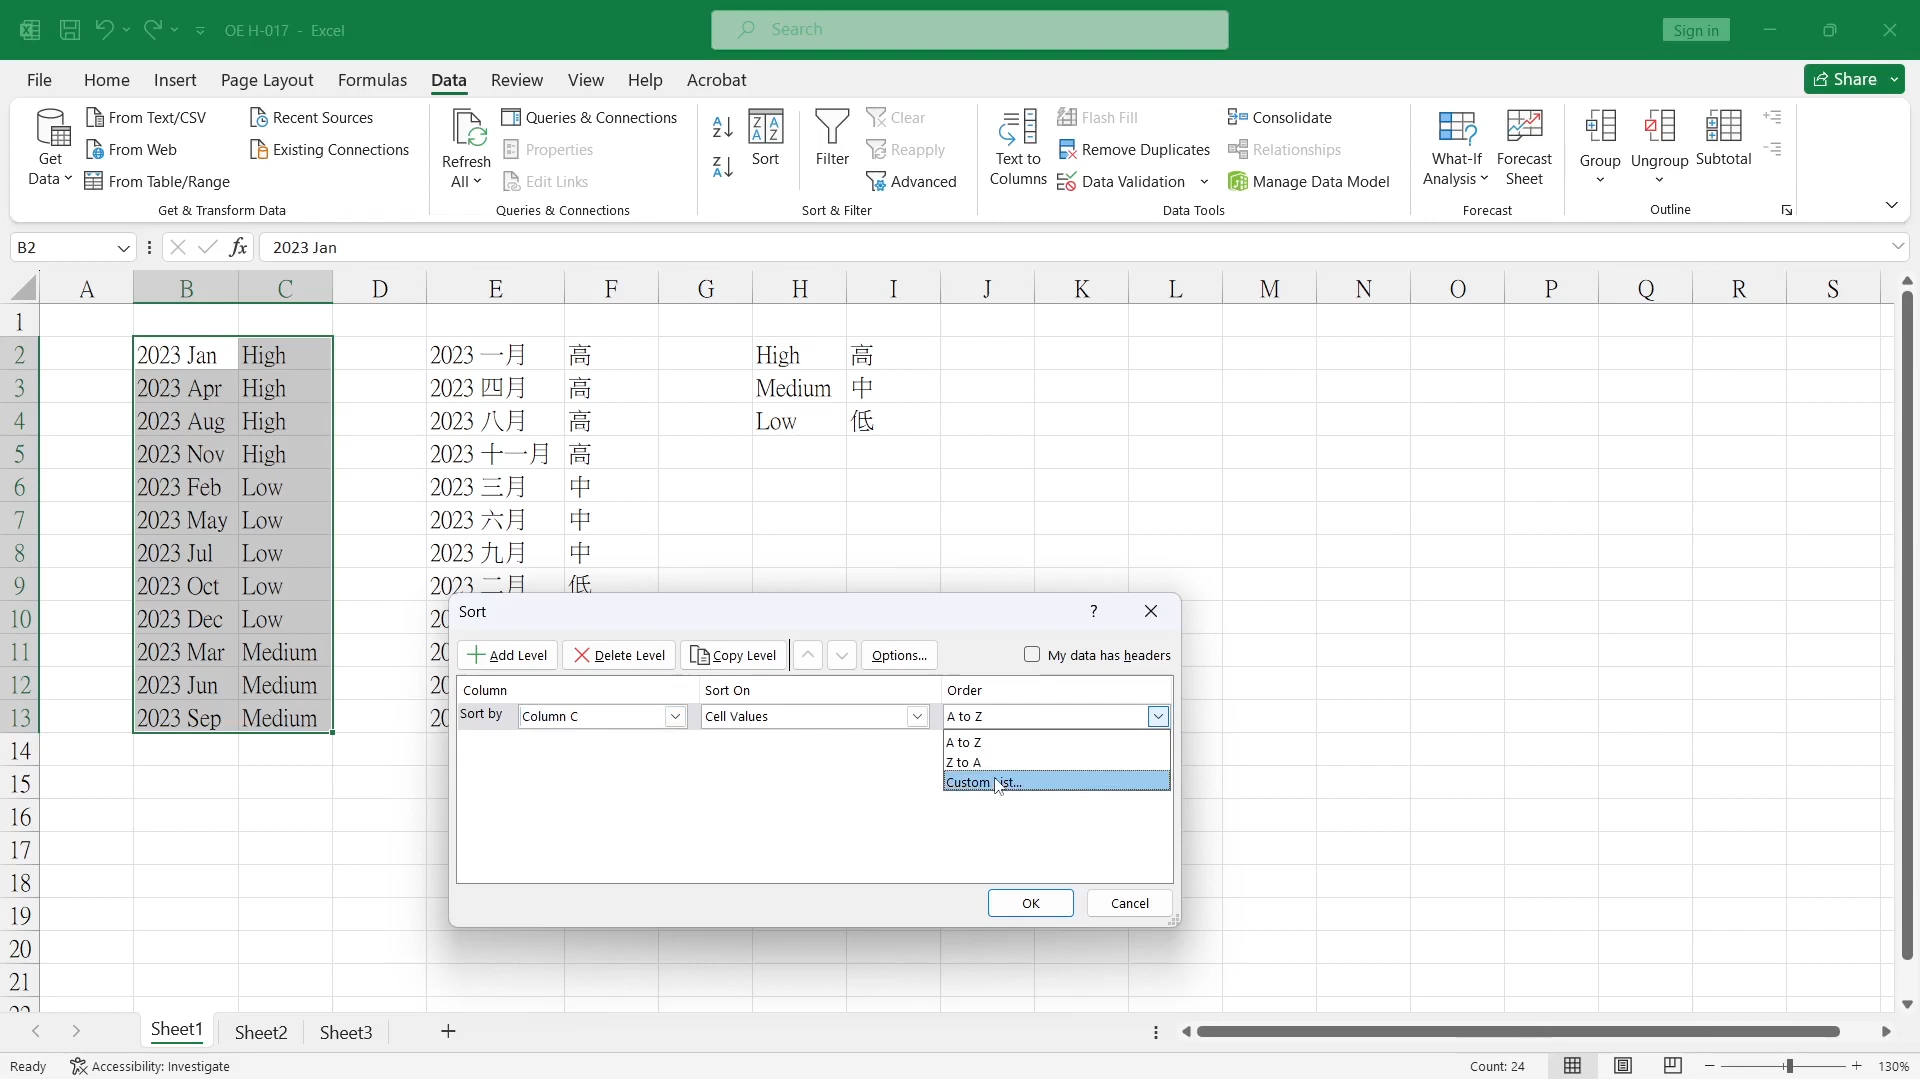 OE H-017 - Excel
Search
Sign in
File Home Insert Page Layout Formulas Data Review View Help Acrobat
Share
Get Data
From Text/CSV
From Web
From Table/Range
Recent Sources
Existing Connections
Get & Transform Data
Refresh All
Queries & Connections
Properties
Edit Links
Queries & Connections
Sort
Filter
Clear
Reapply
Advanced
Sort & Filter
Text to Columns
Flash Fill
Remove Duplicates
Data Validation
Consolidate
Relationships
Manage Data Model
Data Tools
What-If Analysis
Forecast Sheet
Forecast
Group
Ungroup
Subtotal
Outline
B2
fx
2023 Jan
A B C D E F G H I J K L M N O P Q R S
1
2 2023 Jan High 2023 一月 高 High 高
3 2023 Apr High 2023 四月 高 Medium 中
4 2023 Aug High 2023 八月 高 Low 低
5 2023 Nov High 2023 十一月 高
6 2023 Feb Low 2023 三月 中
7 2023 May Low 2023 六月 中
8 2023 Jul Low 2023 九月 中
9 2023 Oct Low 2023 二月 低
10 2023 Dec Low
11 2023 Mar Medium
12 2023 Jun Medium
13 2023 Sep Medium
14
15
16
17
18
19
20
21
Sort
?
Add Level Delete Level Copy Level Options... My data has headers
Column Sort On Order
Sort by Column C Cell Values A to Z
A to Z
Z to A
Custom List...
OK Cancel
Sheet1 Sheet2 Sheet3
Ready Accessibility: Investigate Count: 24 130%